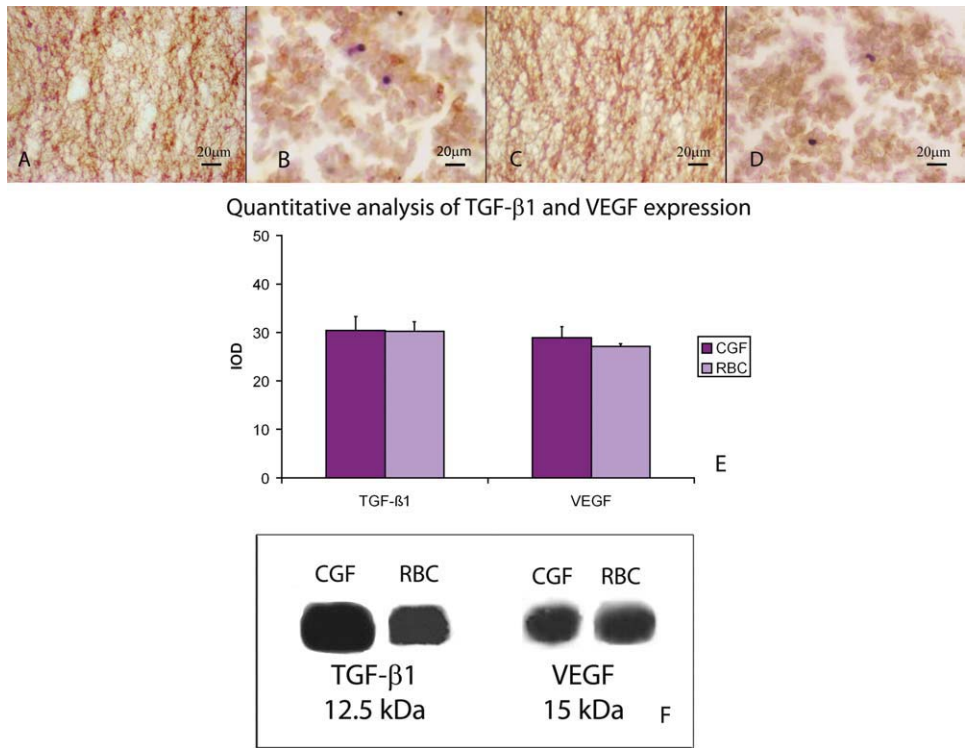 A 20μm B 20μm C 20μm D 20μm
Quantitative analysis of TGF-β1 and VEGF expression
50
40
30
20
10
0
IOD
CGF
RBC
E
TGF-ß1 VEGF
CGF RBC CGF RBC
TGF-β1 VEGF
12.5 kDa 15 kDa F